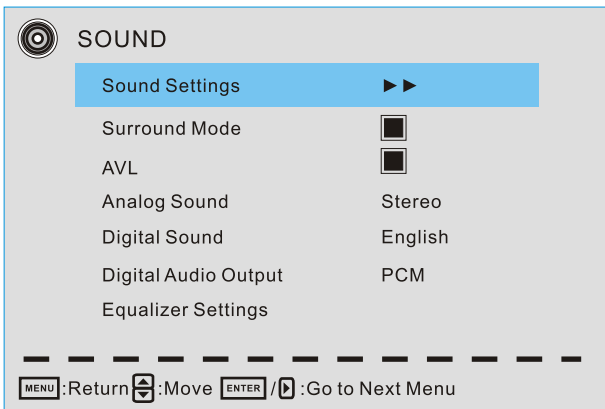 SOUND
Sound Settings ►►
Surround Mode
AVL
Analog Sound Stereo
Digital Sound English
Digital Audio Output PCM
Equalizer Settings
MENU:Return :Move ENTER / :Go to Next Menu